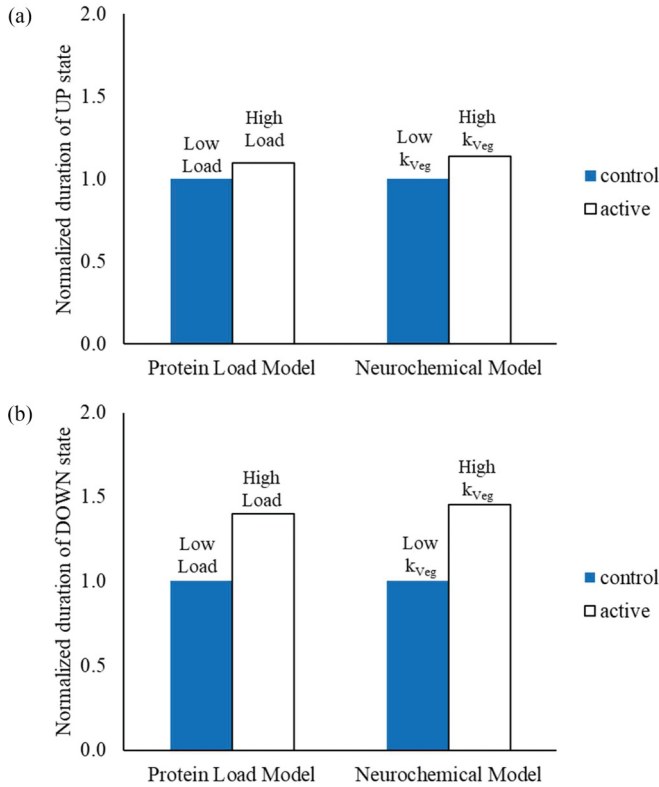 (a)
Normalized duration of UP state
2.0
1.5
1.0
0.5
0.0
Low
Load
High
Load
Low
kVeg
High
kVeg
Protein Load Model
Neurochemical Model
control
active
(b)
Normalized duration of DOWN state
2.0
1.5
1.0
0.5
0.0
Low
Load
High
Load
Low
kVeg
High
kVeg
Protein Load Model
Neurochemical Model
control
active